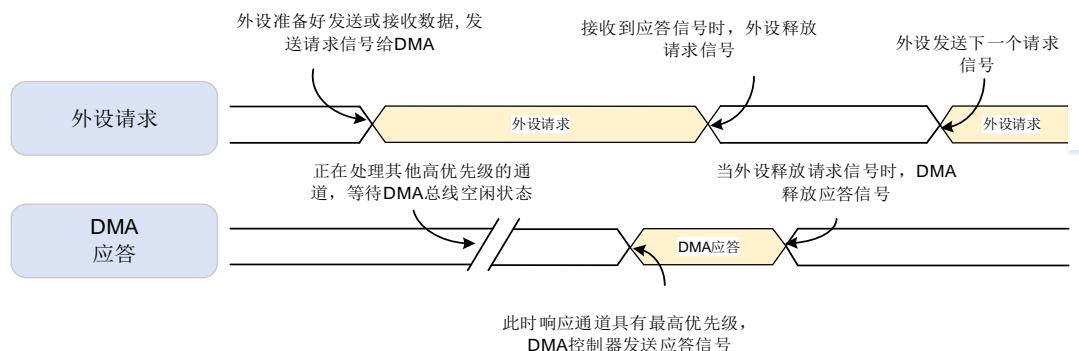 外设准备好发送或接收数据, 发
送请求信号给DMA
接收到应答信号时，外设释放
请求信号
外设发送下一个请求
信号
外设请求
外设请求
外设请求
正在处理其他高优先级的通
道，等待DMA总线空闲状态
当外设释放请求信号时，DMA
释放应答信号
DMA
应答
DMA应答
此时响应通道具有最高优先级，
DMA控制器发送应答信号